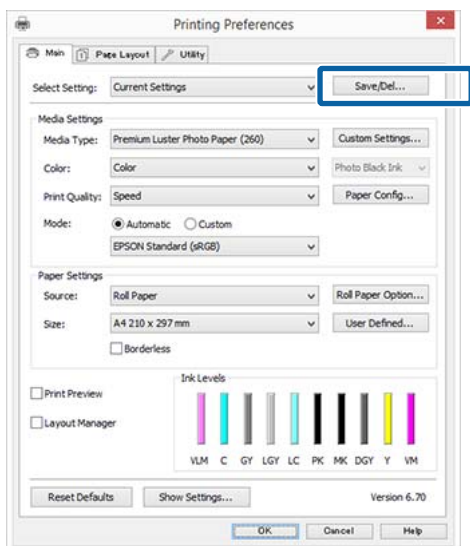 Printing Preferences
Main Page Layout Utility
Select Setting: Current Settings Save/Del...
Media Settings
Media Type: Premium Luster Photo Paper (260) Custom Settings...
Color: Color Photo Black Ink
Print Quality: Speed Paper Config...
Mode: Automatic Custom
EPSON Standard (sRGB)
Paper Settings
Source: Roll Paper Roll Paper Option...
Size: A4 210 x 297 mm User Defined...
Borderless
Ink Levels
Print Preview
Layout Manager
VLM C GY LGY LC PK MK DGY Y VM
Reset Defaults Show Settings... Version 6.70
OK Cancel Help